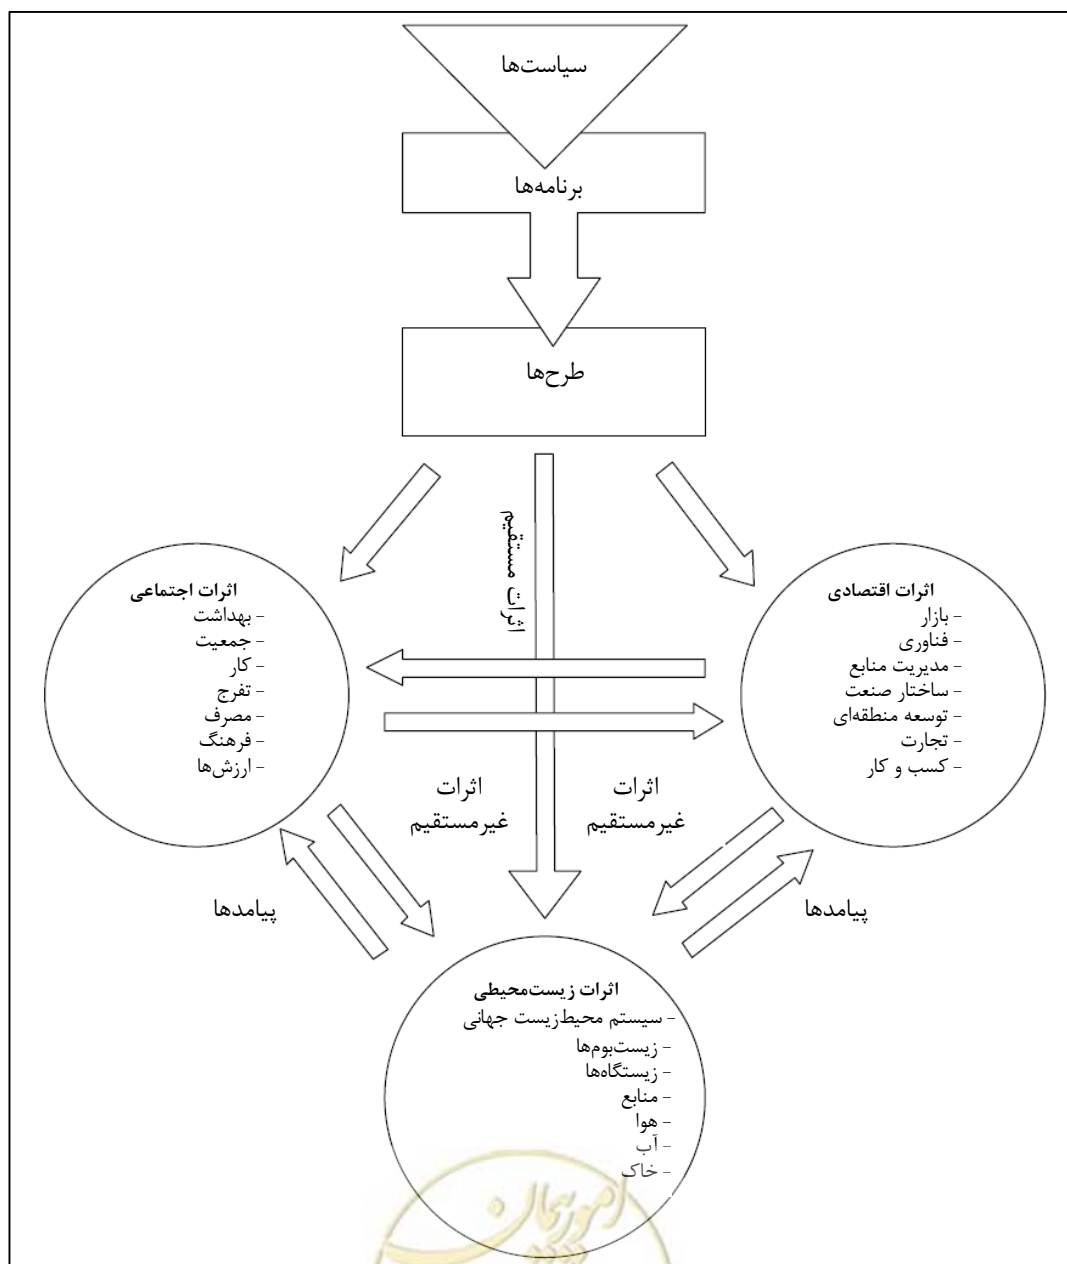 سیاست‌ها
برنامه‌ها
طرح‌ها
اثرات مستقیم
اثرات اقتصادی
- بازار
- فناوری
- مدیریت منابع
- ساختار صنعت
- توسعه منطقه‌ای
- تجارت
- کسب و کار
اثرات اجتماعی
- بهداشت
- جمعیت
- کار
- تفرج
- مصرف
- فرهنگ
- ارزش‌ها
اثرات
غیرمستقیم
اثرات
غیرمستقیم
پیامدها
پیامدها
اثرات زیست‌محیطی
- سیستم محیط‌زیست جهانی
- زیست‌بوم‌ها
- زیستگاه‌ها
- منابع
- هوا
- آب
- خاک
امور پیمان